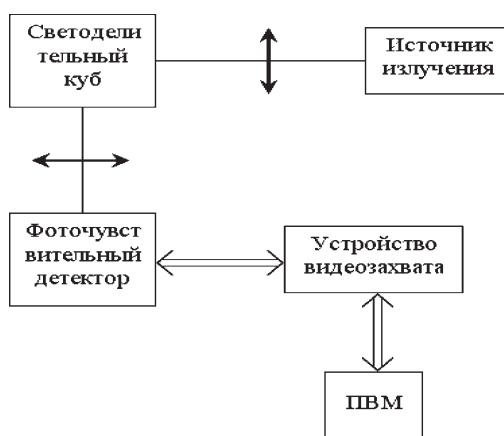 Светодели
тельный
куб
Источник
излучения
Фоточувст
вительный
детектор
Устройство
видеозахвата
ПВМ